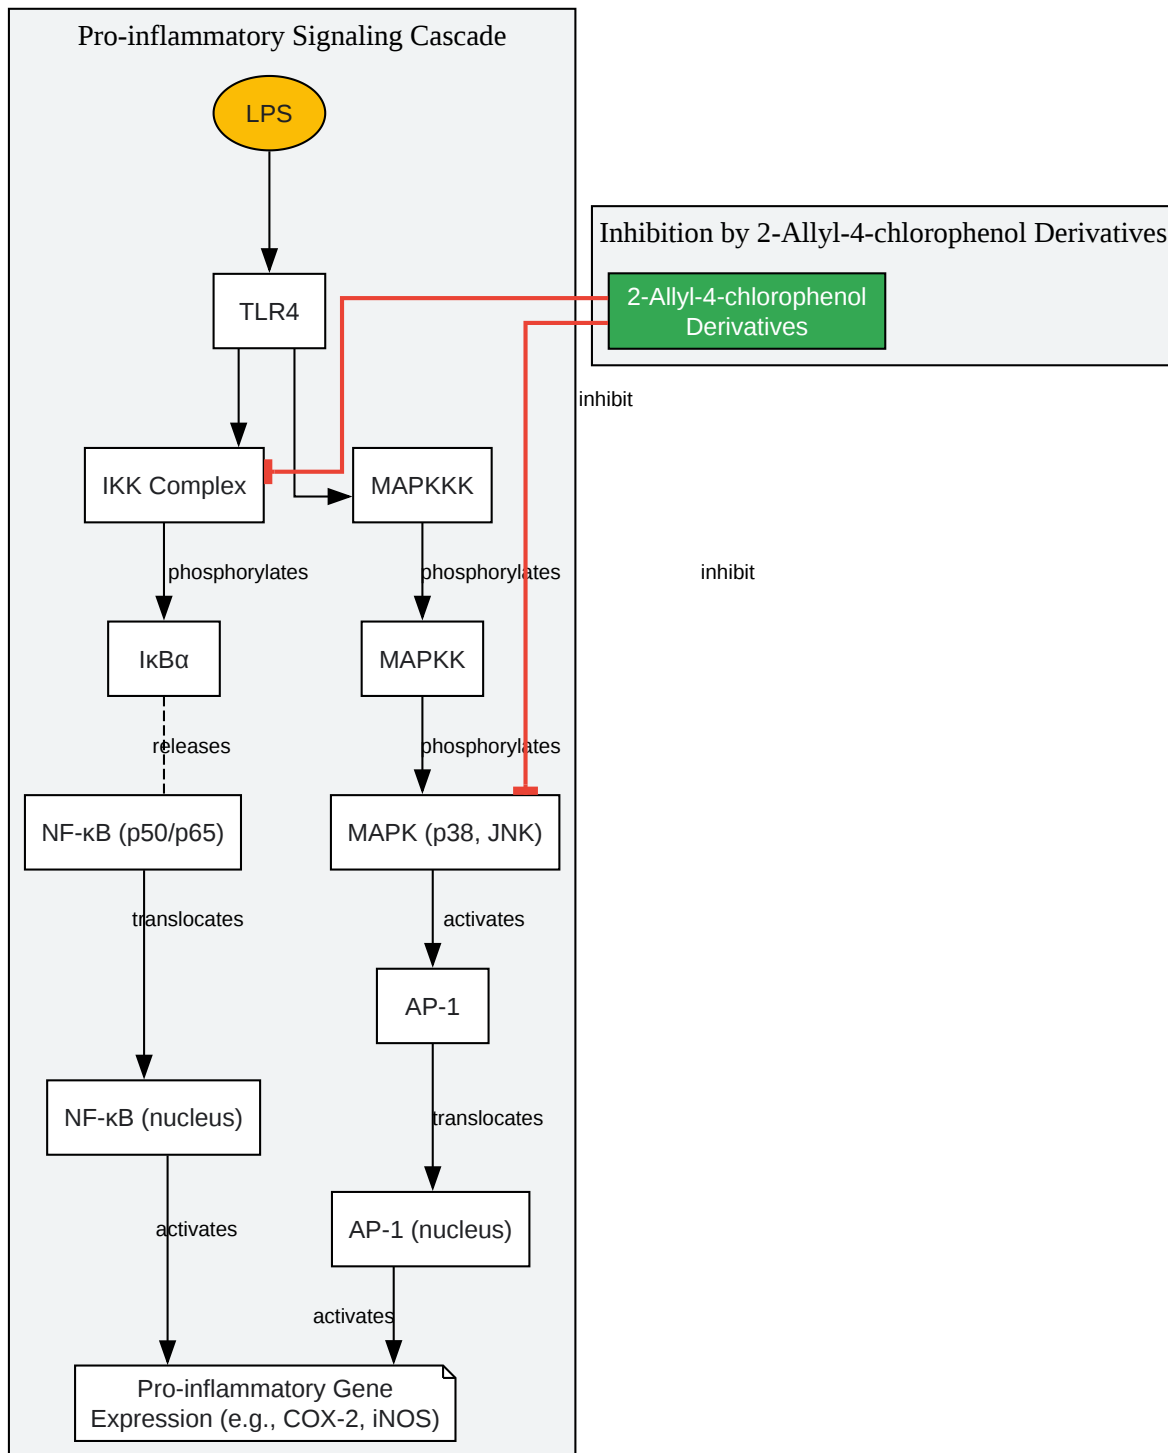 Pro-inflammatory Signaling Cascade
LPS
Inhibition by 2-Allyl-4-chlorophenol Derivatives
2-Allyl-4-chlorophenol
Derivatives
TLR4
inhibit
IKK Complex
MAPKKK
phosphorylates
phosphorylates
inhibit
IκBα
MAPKK
releases
phosphorylates
NF-κB (p50/p65)
MAPK (p38, JNK)
translocates
activates
AP-1
NF-κB (nucleus)
translocates
activates
AP-1 (nucleus)
activates
Pro-inflammatory Gene
Expression (e.g., COX-2, iNOS)